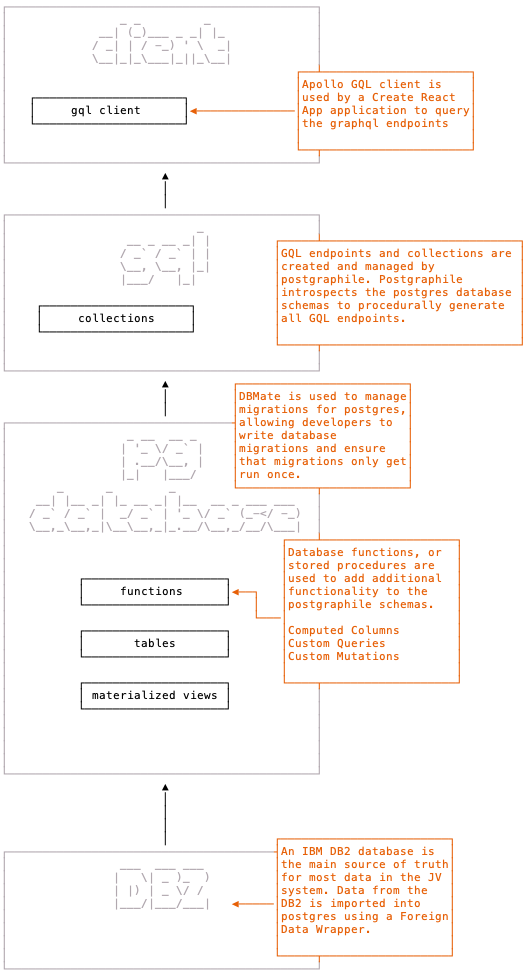 client
gql client
Apollo GQL client is
used by a Create React
App application to query
the graphql endpoints
gql
collections
GQL endpoints and collections are
created and managed by
postgraphile. Postgraphile
introspects the postgres database
schemas to procedurally generate
all GQL endpoints.
DBMate is used to manage
migrations for postgres,
allowing developers to
write database
migrations and ensure
that migrations only get
run once.
pg
database
functions
tables
materialized views
Database functions, or
stored procedures are
used to add additional
functionality to the
postgraphile schemas.
Computed Columns
Custom Queries
Custom Mutations
DB2
An IBM DB2 database is
the main source of truth
for most data in the JV
system. Data from the
DB2 is imported into
postgres using a Foreign
Data Wrapper.